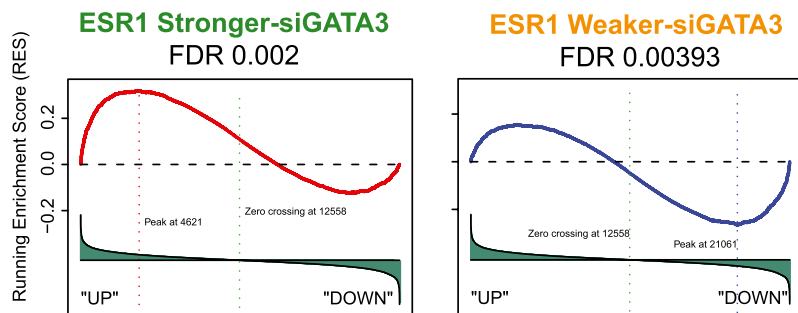 ESR1 Stronger-siGATA3
FDR 0.002
ESR1 Weaker-siGATA3
FDR 0.00393
Running Enrichment Score (RES)
0.2
0.0
−0.2
Peak at 4621
Zero crossing at 12558
"UP"
"DOWN"
Zero crossing at 12558
Peak at 21061
"UP"
"DOWN"